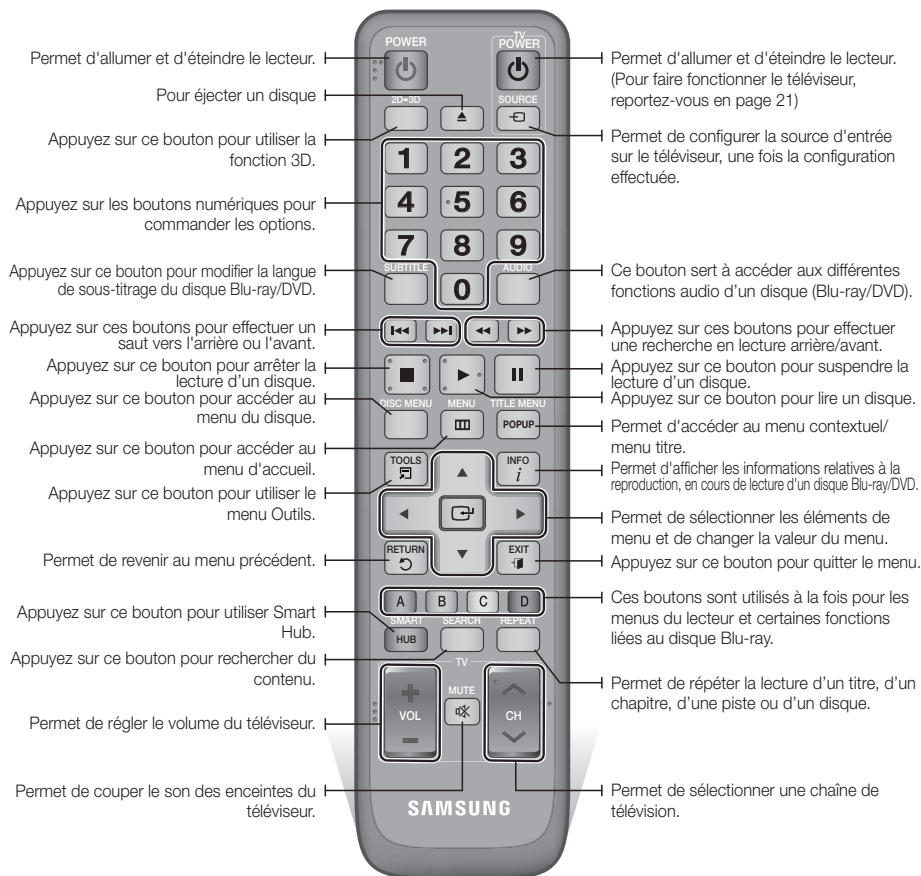 POWER
TV
POWER
Permet d'allumer et d'éteindre le lecteur.
Permet d'allumer et d'éteindre le lecteur.
(Pour faire fonctionner le téléviseur,
reportez-vous en page 21)
Pour éjecter un disque
2D•3D
SOURCE
Appuyez sur ce bouton pour utiliser la
fonction 3D.
Permet de configurer la source d'entrée
sur le téléviseur, une fois la configuration
effectuée.
1 2 3
4 5 6
7 8 9
0
Appuyez sur les boutons numériques pour
commander les options.
SUBTITLE
AUDIO
Appuyez sur ce bouton pour modifier la langue
de sous-titrage du disque Blu-ray/DVD.
Ce bouton sert à accéder aux différentes
fonctions audio d'un disque (Blu-ray/DVD).
Appuyez sur ces boutons pour effectuer un
saut vers l'arrière ou l'avant.
Appuyez sur ces boutons pour effectuer
une recherche en lecture arrière/avant.
Appuyez sur ce bouton pour arrêter la
lecture d'un disque.
Appuyez sur ce bouton pour suspendre la
lecture d'un disque.
Appuyez sur ce bouton pour lire un disque.
Appuyez sur ce bouton pour accéder au
menu du disque.
DISC MENU MENU TITLE MENU
POPUP
Permet d'accéder au menu contextuel/
menu titre.
Appuyez sur ce bouton pour accéder au
menu d'accueil.
TOOLS
INFO
i
Permet d'afficher les informations relatives à la
reproduction, en cours de lecture d'un disque Blu-ray/DVD.
Appuyez sur ce bouton pour utiliser le
menu Outils.
Permet de sélectionner les éléments de
menu et de changer la valeur du menu.
Permet de revenir au menu précédent.
RETURN
EXIT
Appuyez sur ce bouton pour quitter le menu.
A B C D
Ces boutons sont utilisés à la fois pour les
menus du lecteur et certaines fonctions
liées au disque Blu-ray.
Appuyez sur ce bouton pour utiliser Smart
Hub.
SMART SEARCH REPEAT
HUB
Appuyez sur ce bouton pour rechercher du
contenu.
TV
Permet de répéter la lecture d'un titre, d'un
chapitre, d'une piste ou d'un disque.
MUTE
VOL
CH
Permet de régler le volume du téléviseur.
Permet de couper le son des enceintes du
téléviseur.
Permet de sélectionner une chaîne de
télévision.
SAMSUNG